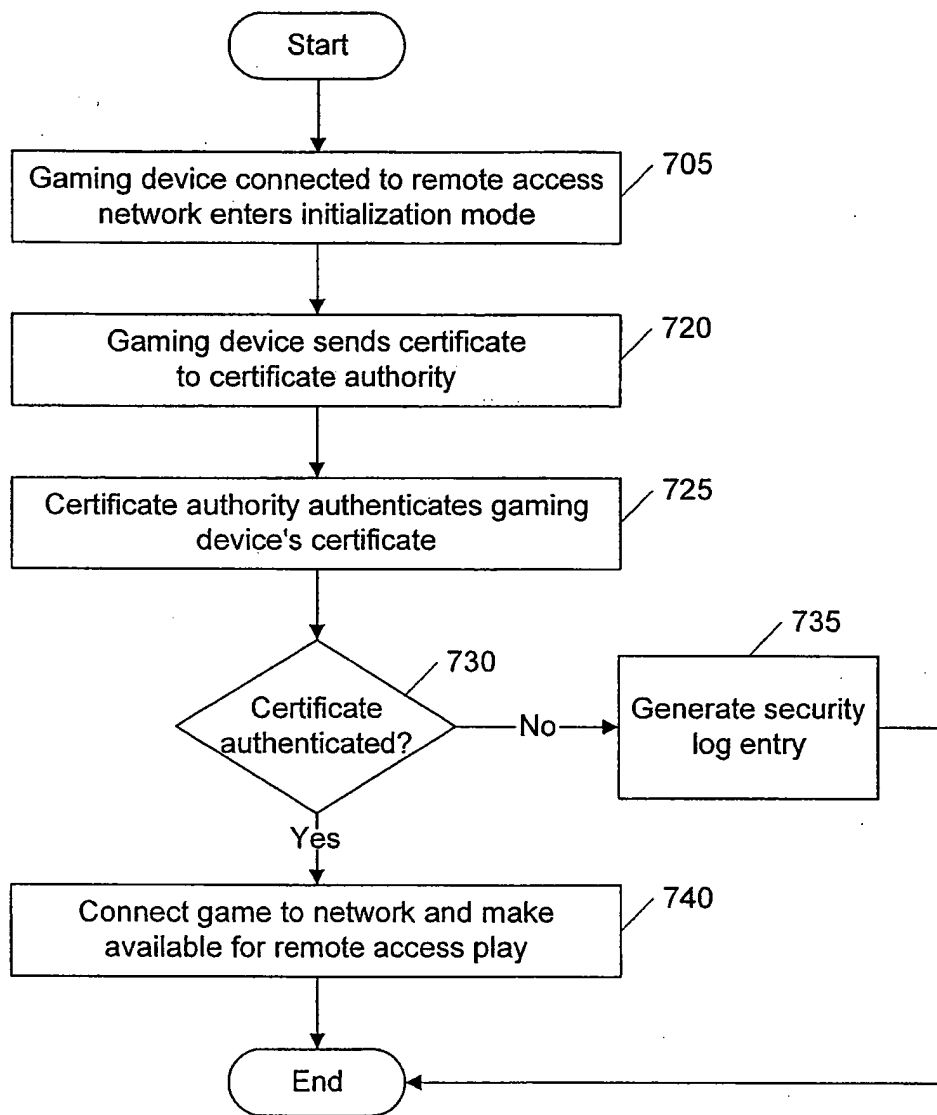 Start
705
Gaming device connected to remote access
network enters initialization mode
720
Gaming device sends certificate
to certificate authority
725
Certificate authority authenticates gaming
device's certificate
730
Certificate
authenticated?
No
735
Generate security
log entry
Yes
740
Connect game to network and make
available for remote access play
End